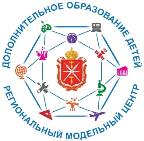 ДОПОЛНИТЕЛЬНОЕ ОБРАЗОВАНИЕ ДЕТЕЙ
РЕГИОНАЛЬНЫЙ МОДЕЛЬНЫЙ ЦЕНТР